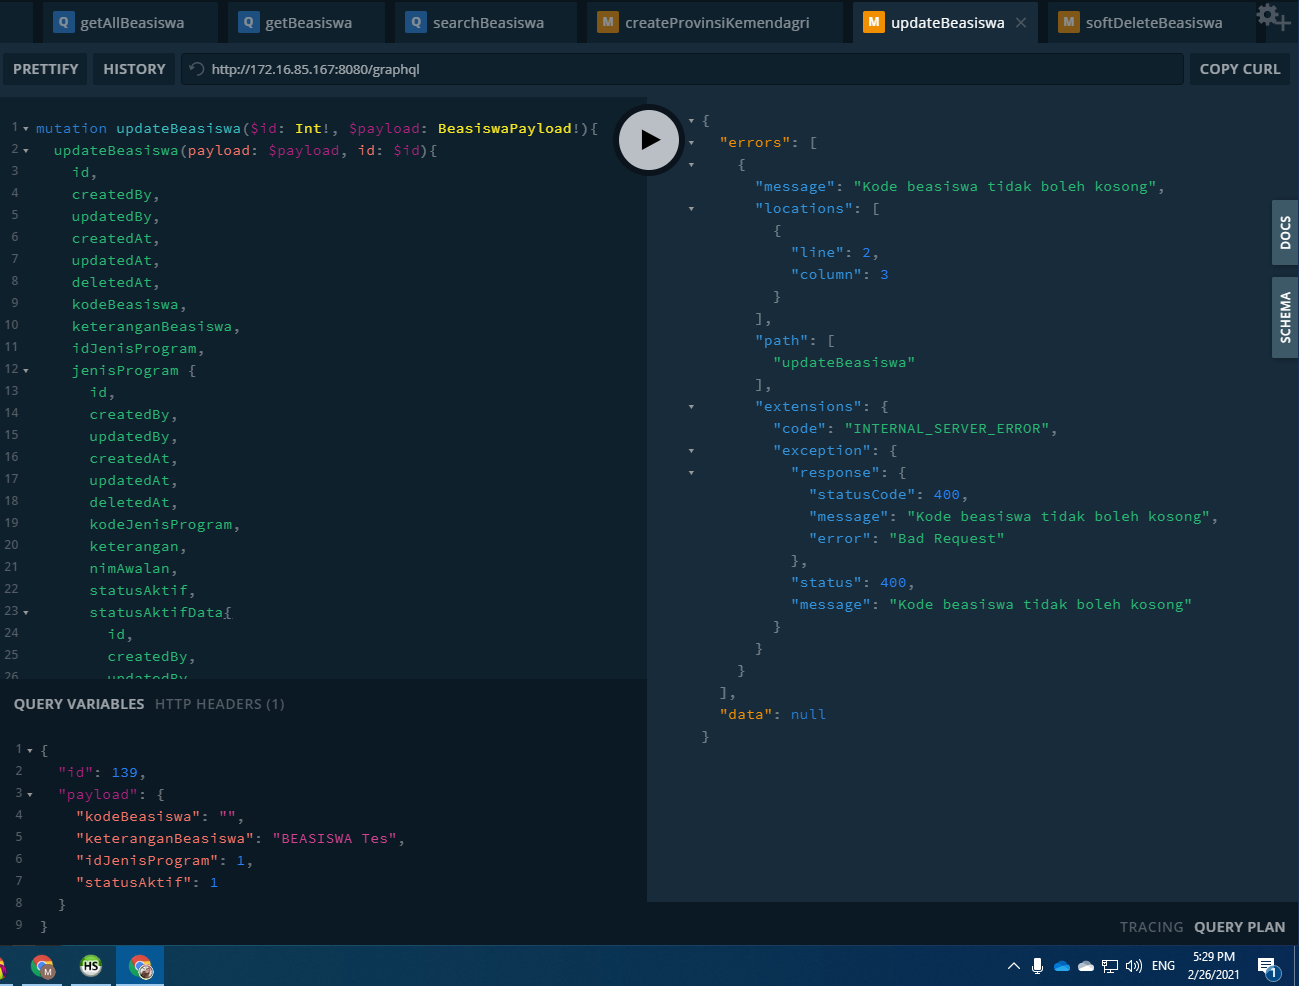 Q getAllBeasiswa
Q getBeasiswa
Q searchBeasiswa
M createProvinsiKemendagri
M updateBeasiswa
M softDeleteBeasiswa
PRETTIFY
HISTORY
http://172.16.85.167:8080/graphql
COPY CURL
1 mutation updateBeasiswa($id: Int!, $payload: BeasiswaPayload!){
2 updateBeasiswa(payload: $payload, id: $id){
3 id,
4 createdBy,
5 updatedBy,
6 createdAt,
7 updatedAt,
8 deletedAt,
9 kodeBeasiswa,
10 keteranganBeasiswa,
11 idJenisProgram,
12 jenisProgram {
13 id,
14 createdBy,
15 updatedBy,
16 createdAt,
17 updatedAt,
18 deletedAt,
19 kodeJenisProgram,
20 keterangan,
21 nimAwalan,
22 statusAktif,
23 statusAktifData{
24 id,
25 createdBy,
26 updatedBy
QUERY VARIABLES
HTTP HEADERS (1)
1 {
2 "id": 139,
3 "payload": {
4 "kodeBeasiswa": "",
5 "keteranganBeasiswa": "BEASISWA Tes",
6 "idJenisProgram": 1,
7 "statusAktif": 1
8 }
9 }
{
"errors": [
{
"message": "Kode beasiswa tidak boleh kosong",
"locations": [
{
"line": 2,
"column": 3
}
],
"path": [
"updateBeasiswa"
],
"extensions": {
"code": "INTERNAL_SERVER_ERROR",
"exception": {
"response": {
"statusCode": 400,
"message": "Kode beasiswa tidak boleh kosong",
"error": "Bad Request"
},
"status": 400,
"message": "Kode beasiswa tidak boleh kosong"
}
}
}
],
"data": null
}
DOCS
SCHEMA
TRACING
QUERY PLAN
M
HS
ENG
5:29 PM
2/26/2021
1